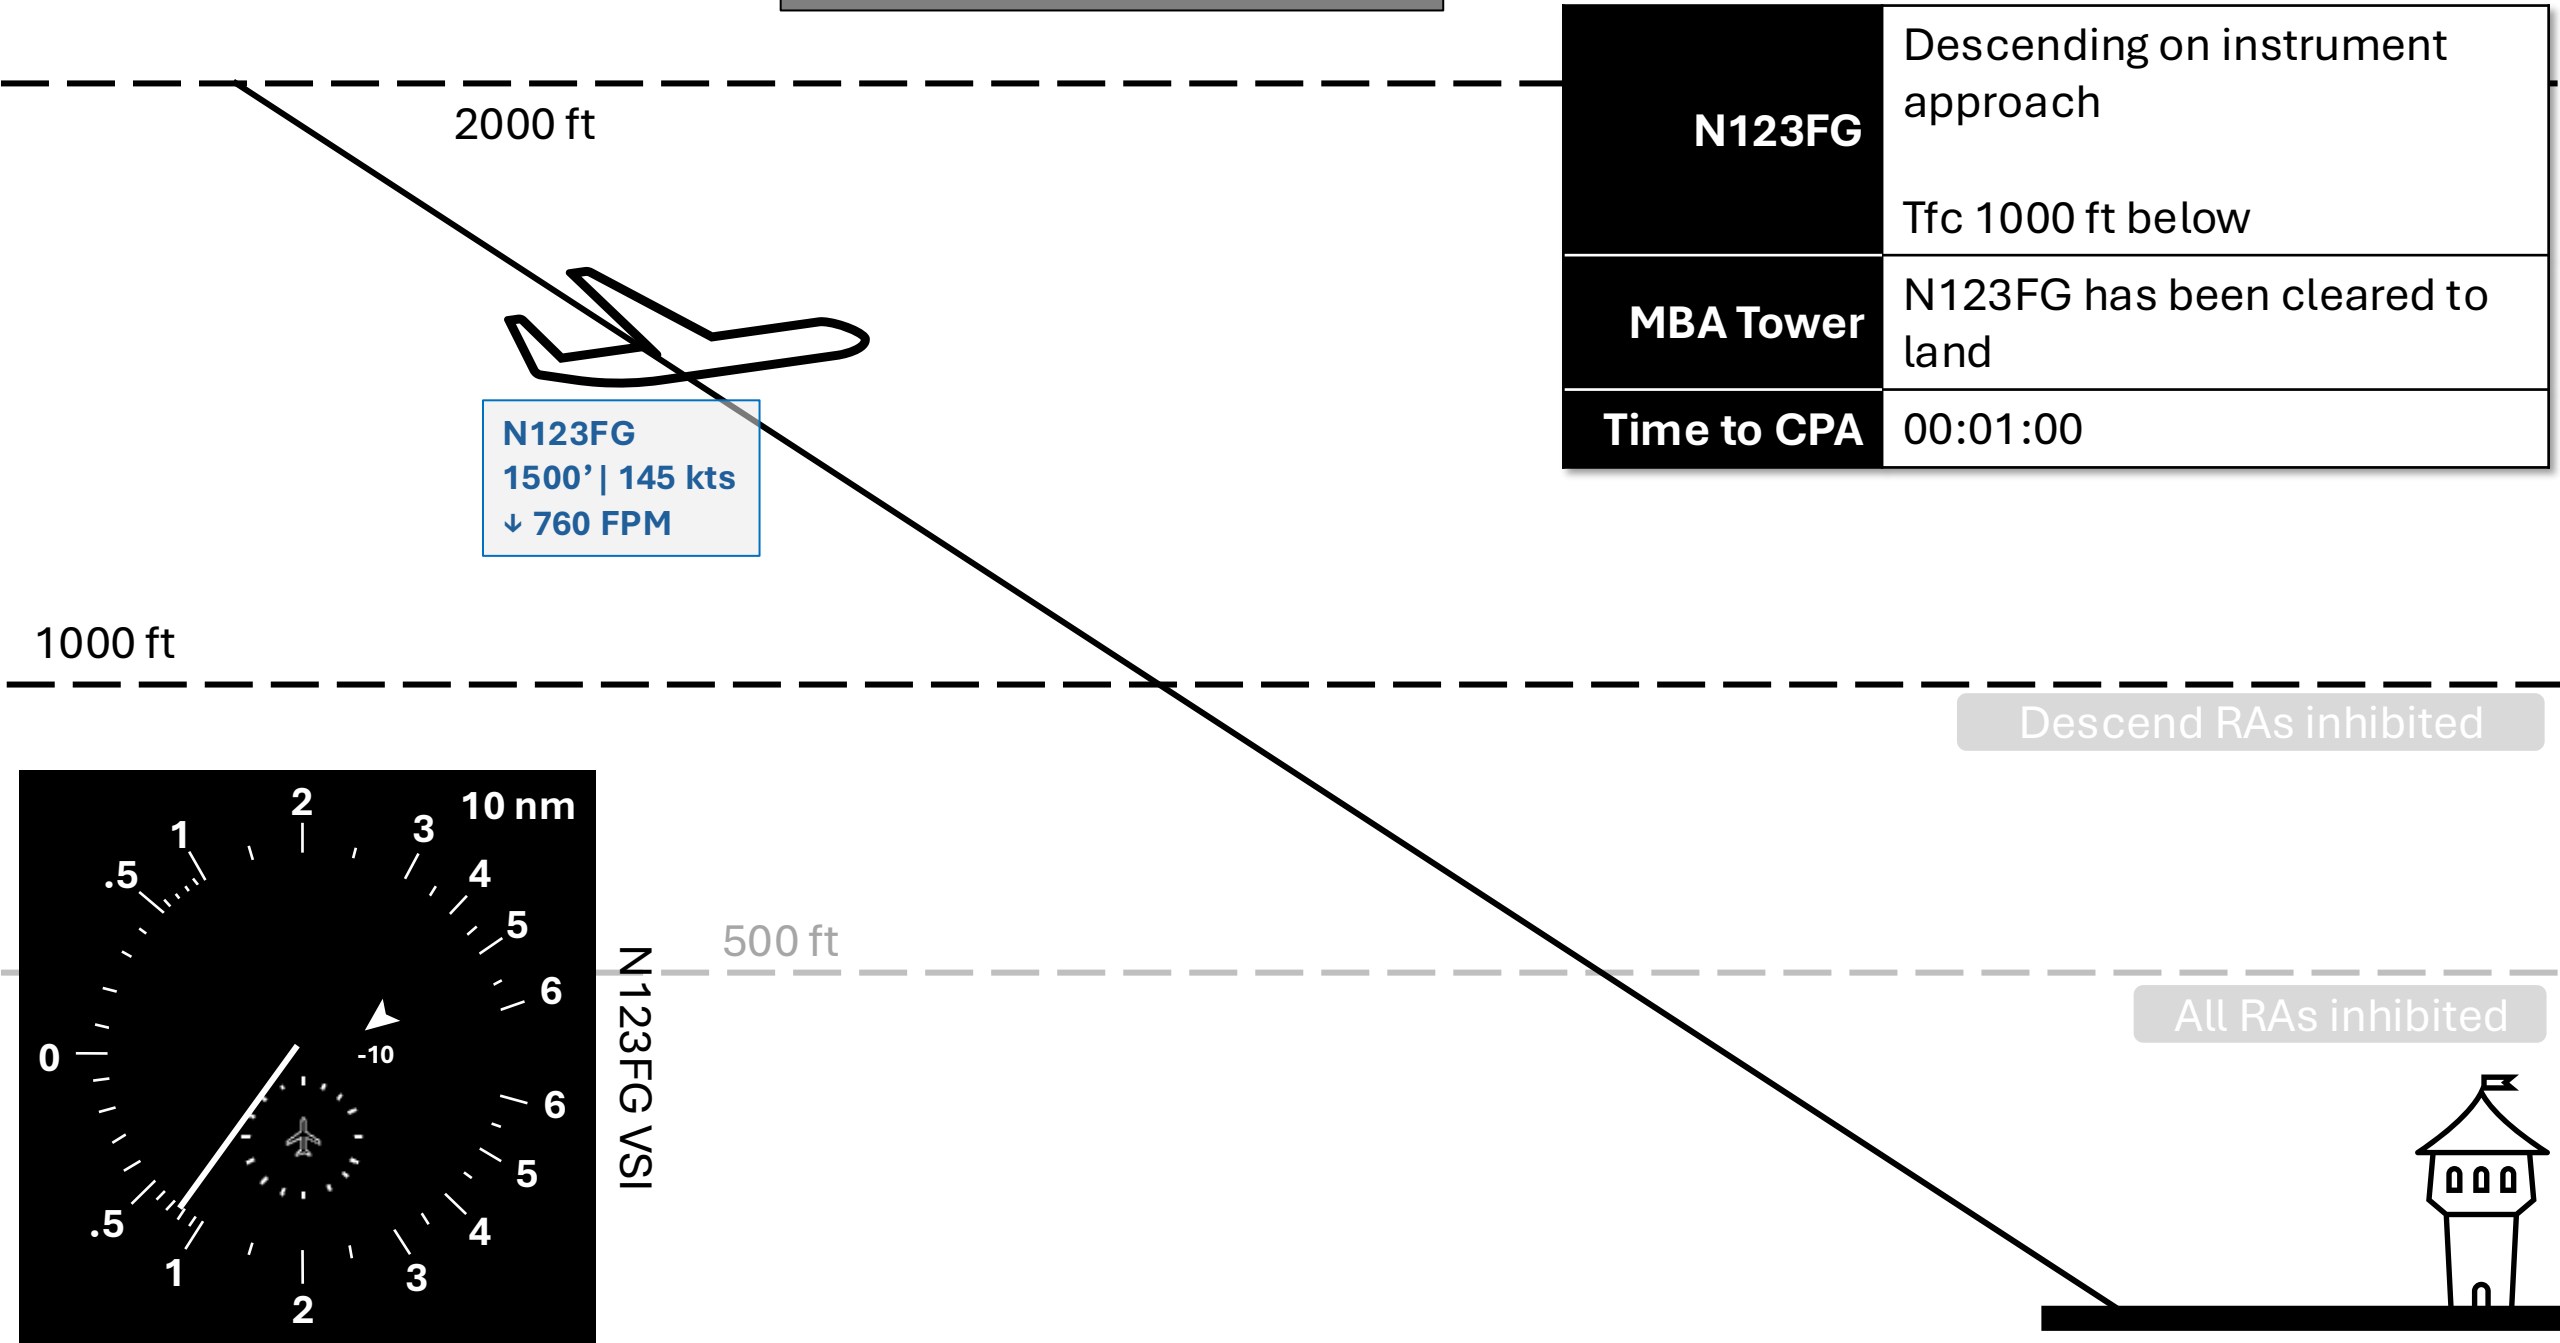 2000 ft
N123FG
Descending on instrument
approach
Tfc 1000 ft below
MBA Tower
N123FG has been cleared to
land
Time to CPA
00:01:00
N123FG
1500’| 145 kts
↓ 760 FPM
1000 ft
Descend RAs inhibited
500 ft
All RAs inhibited
10 nm
2
1
3
.5
4
5
6
0
-10
6
5
.5
4
1
3
2
N123FG VSI